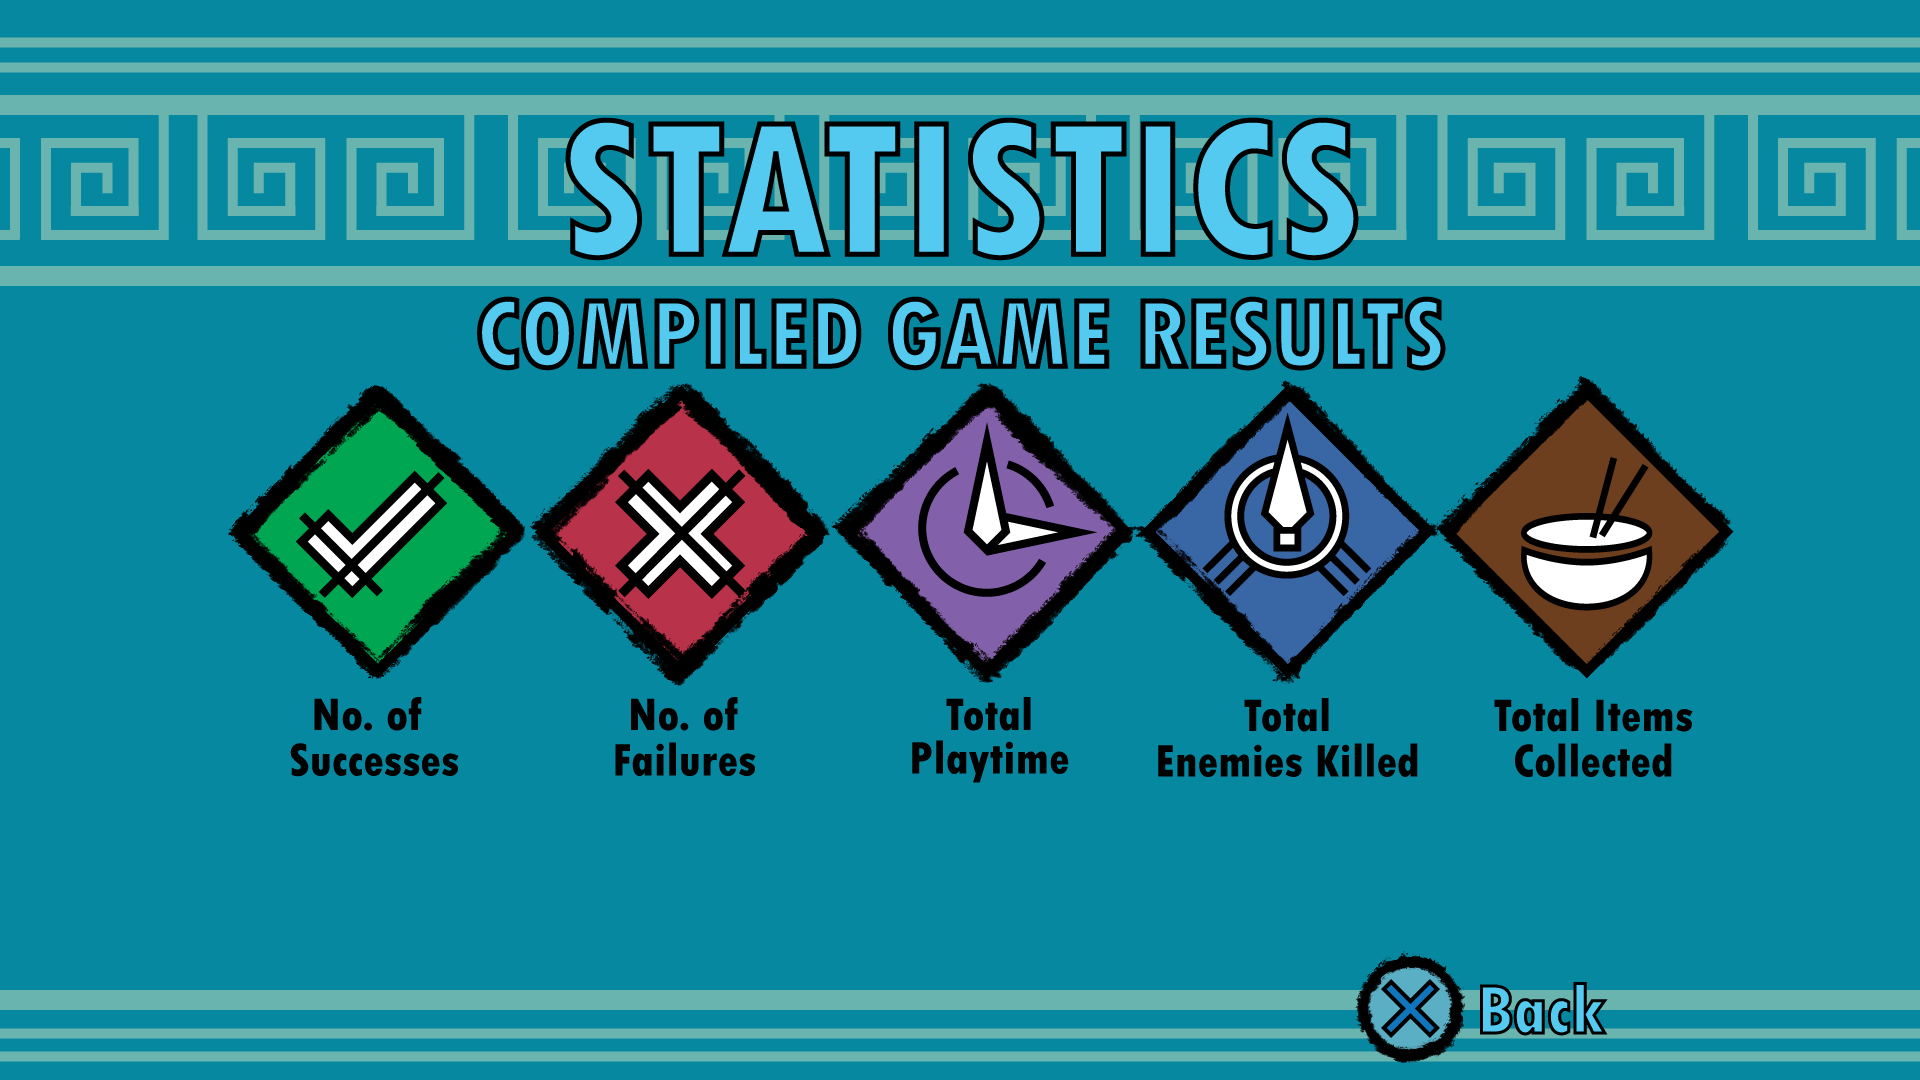 STATISTICS
COMPILED GAME RESULTS
No. of
Successes
No. of
Failures
Total
Playtime
Total
Enemies Killed
Total Items
Collected
Back